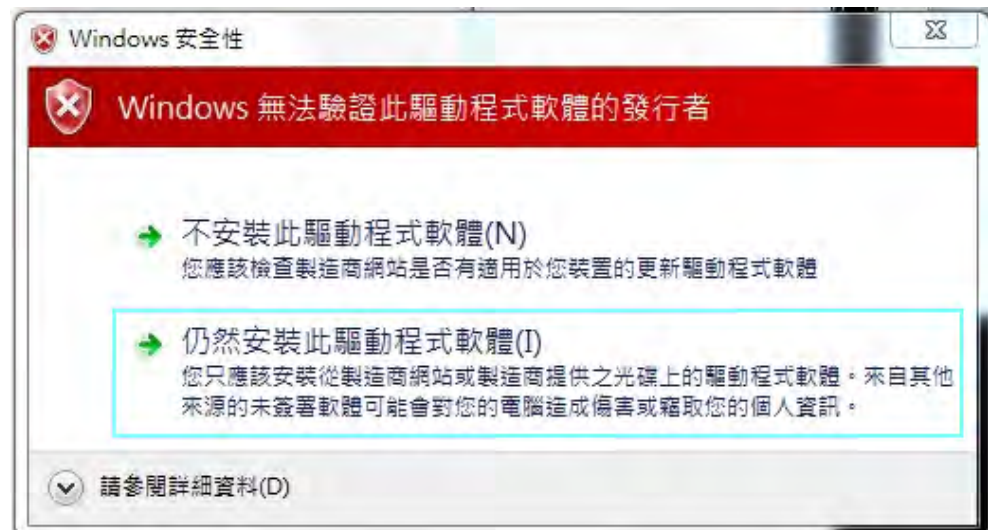 Windows 安全性
Windows 無法驗證此驅動程式軟體的發行者
不安裝此驅動程式軟體(N)
您應該檢查製造商網站是否有適用於您裝置的更新驅動程式軟體
仍然安裝此驅動程式軟體(I)
您只應該安裝從製造商網站或製造商提供之光碟上的驅動程式軟體。來自其他
來源的未簽署軟體可能會對您的電腦造成傷害或竊取您的個人資訊。
請參閱詳細資料(D)